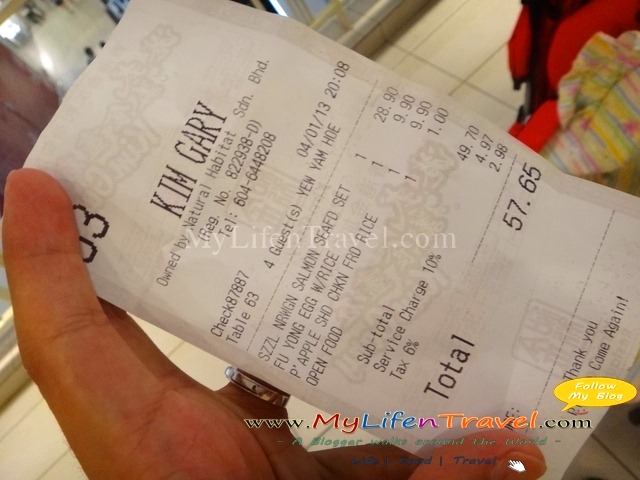 KIM GARY
Owned by Natural Habitat Sdn. Bhd.
(Reg. No. 822938-D)
Tel: 604-6448208
63
Check87887 04/01/13 20:08
Table 63 4 Guest(s) YEW YAM HOE
SZZL NRWGN SALMON SEAFD SET 1 28.90
FU YONG EGG W/RICE 1 9.90
P'APPLE SHD CHKN FRD RICE 1 9.90
OPEN FOOD 1 1.00
Sub-total 49.70
Service Charge 10% 4.97
Tax 6% 2.98
Total 57.65
Thank you
Come Again!
MyLifenTravel.com
Follow My Blog
www.MyLifenTravel.com
- A Blogger walks around the World -
Life | Food | Travel